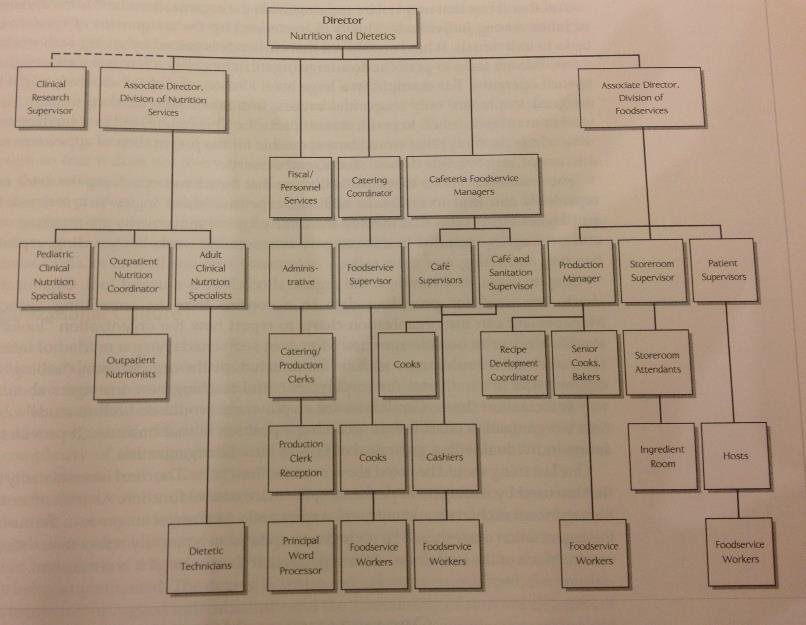 Director
Nutrition and Dietetics
Clinical
Research
Supervisor
Associate Director,
Division of Nutrition
Services
Associate Director,
Division of
Foodservices
Fiscal/
Personnel
Services
Catering
Coordinator
Cafeteria Foodservice
Managers
Pediatric
Clinical
Nutrition
Specialists
Outpatient
Nutrition
Coordinator
Adult
Clinical
Nutrition
Specialists
Adminis-
trative
Foodservice
Supervisor
Café
Supervisors
Café and
Sanitation
Supervisor
Production
Manager
Storeroom
Supervisor
Patient
Supervisors
Outpatient
Nutritionists
Catering/
Production
Clerks
Cooks
Recipe
Development
Coordinator
Senior
Cooks,
Bakers
Storeroom
Attendants
Production
Clerk
Reception
Cooks
Cashiers
Ingredient
Room
Hosts
Dietetic
Technicians
Principal
Word
Processor
Foodservice
Workers
Foodservice
Workers
Foodservice
Workers
Foodservice
Workers